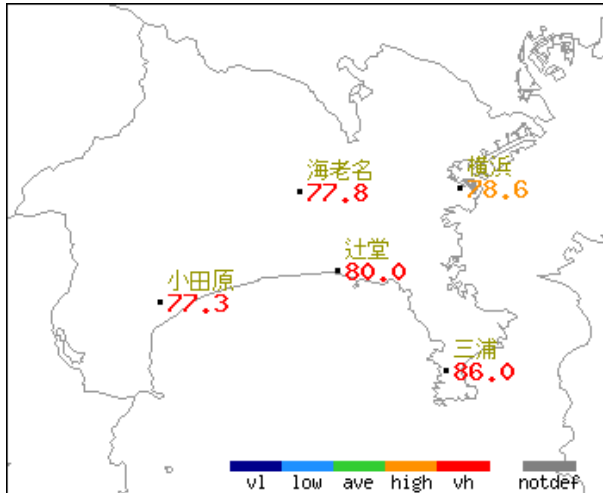 海老名
77.8
横浜
78.6
辻堂
80.0
小田原
77.3
三浦
86.0
vl low ave high vh notdef